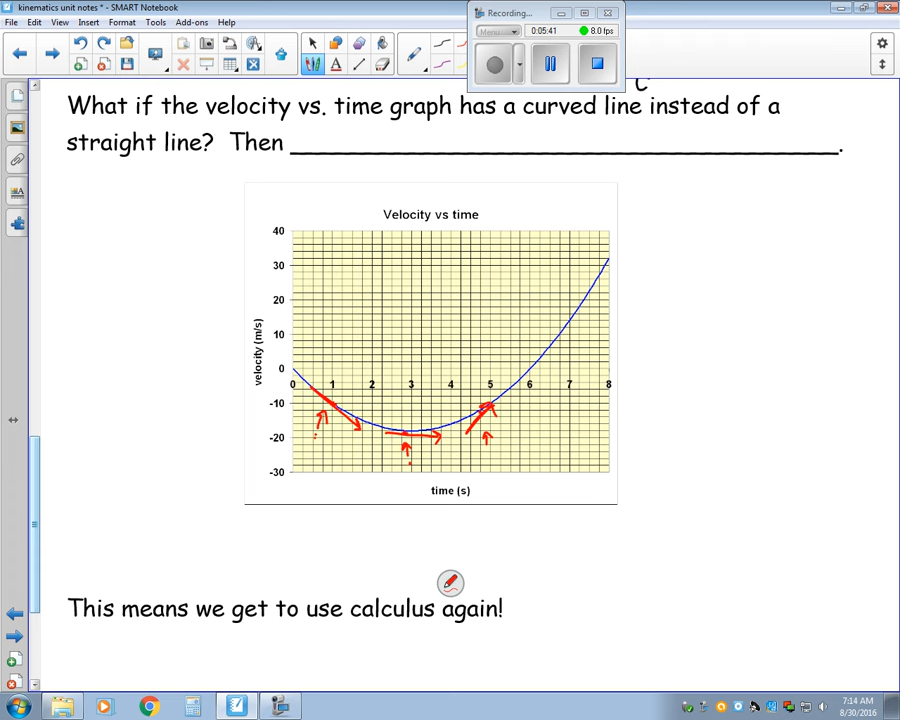 kinematics unit notes * - SMART Notebook
File Edit View Insert Format Tools Add-ons Help
Recording...
Menu
0:05:41
8.0 fps
What if the velocity vs. time graph has a curved line instead of a
straight line? Then ______________________________________.
Velocity vs time
velocity (m/s)
40
30
20
10
0
-10
-20
-30
0 1 2 3 4 5 6 7 8
time (s)
This means we get to use calculus again!
7:14 AM
8/30/2016